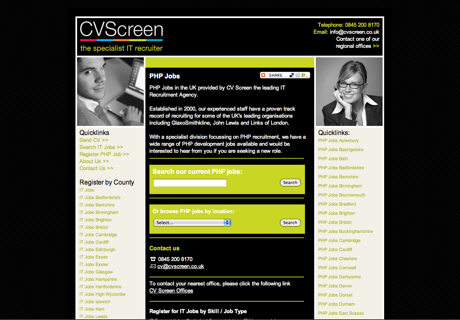 CVScreen
the specialist IT recruiter
Telephone: 0845 200 8170
Email: info@cvscreen.co.uk
Contact one of our
regional offices >>
SHARE
PHP Jobs
PHP Jobs in the UK provided by CV Screen the leading IT
Recruitment Agency.
Established in 2000, our experienced staff have a proven track
record of recruiting for some of the UK's leading organisations
including GlaxoSmithkline, John Lewis and Links of London.
With a specialist division focussing on PHP recruitment, we have a
wide range of PHP development jobs available and would be
interested to hear from you if you are seeking a new role.
Search our current PHP jobs:
Search
Or browse PHP jobs by location:
Select...
Search
Contact us
0845 200 8170
cv@cvscreen.co.uk
To contact your nearest office, please click the following link
CV Screen Offices
Register for IT Jobs by Skill / Job Type
Quicklinks
Send CV >>
Search IT Jobs >>
Register PHP Job >>
About Us >>
Contact Us >>
Register by County
IT Jobs
IT Jobs Bedfordshire
IT Jobs Berkshire
IT Jobs Birmingham
IT Jobs Brighton
IT Jobs Bristol
IT Jobs Cambridge
IT Jobs Cardiff
IT Jobs Edinburgh
IT Jobs Essex
IT Jobs Exeter
IT Jobs Glasgow
IT Jobs Hampshire
IT Jobs Hertfordshire
IT Jobs High Wycombe
IT Jobs Ipswich
IT Jobs Kent
IT Jobs Leeds
Quicklinks:
PHP Jobs Aylesbury
PHP Jobs Basingstoke
PHP Jobs Bath
PHP Jobs Bedfordshire
PHP Jobs Berkshire
PHP Jobs Birmingham
PHP Jobs Bournemouth
PHP Jobs Bradford
PHP Jobs Brighton
PHP Jobs Bristol
PHP Jobs Buckinghamshire
PHP Jobs Cambridge
PHP Jobs Cardiff
PHP Jobs Cheshire
PHP Jobs Cornwall
PHP Jobs Derbyshire
PHP Jobs Devon
PHP Jobs Dorset
PHP Jobs Durham
PHP Jobs East Sussex